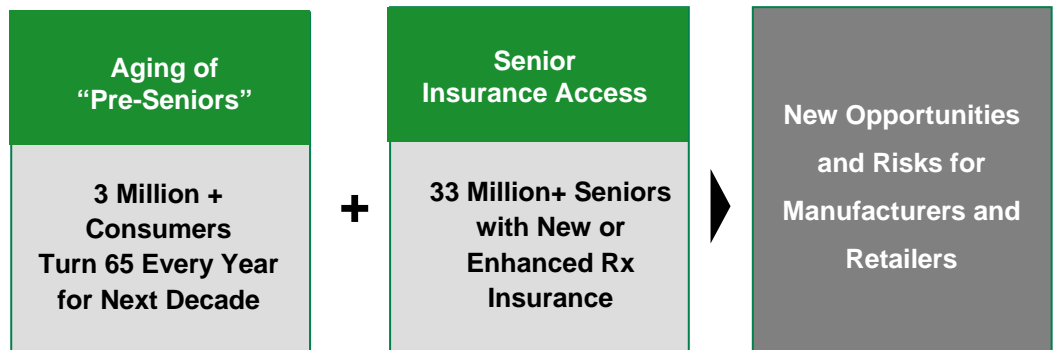 Aging of
“Pre-Seniors”
3 Million +
Consumers
Turn 65 Every Year
for Next Decade
+
Senior
Insurance Access
33 Million+ Seniors
with New or
Enhanced Rx
Insurance
New Opportunities
and Risks for
Manufacturers and
Retailers